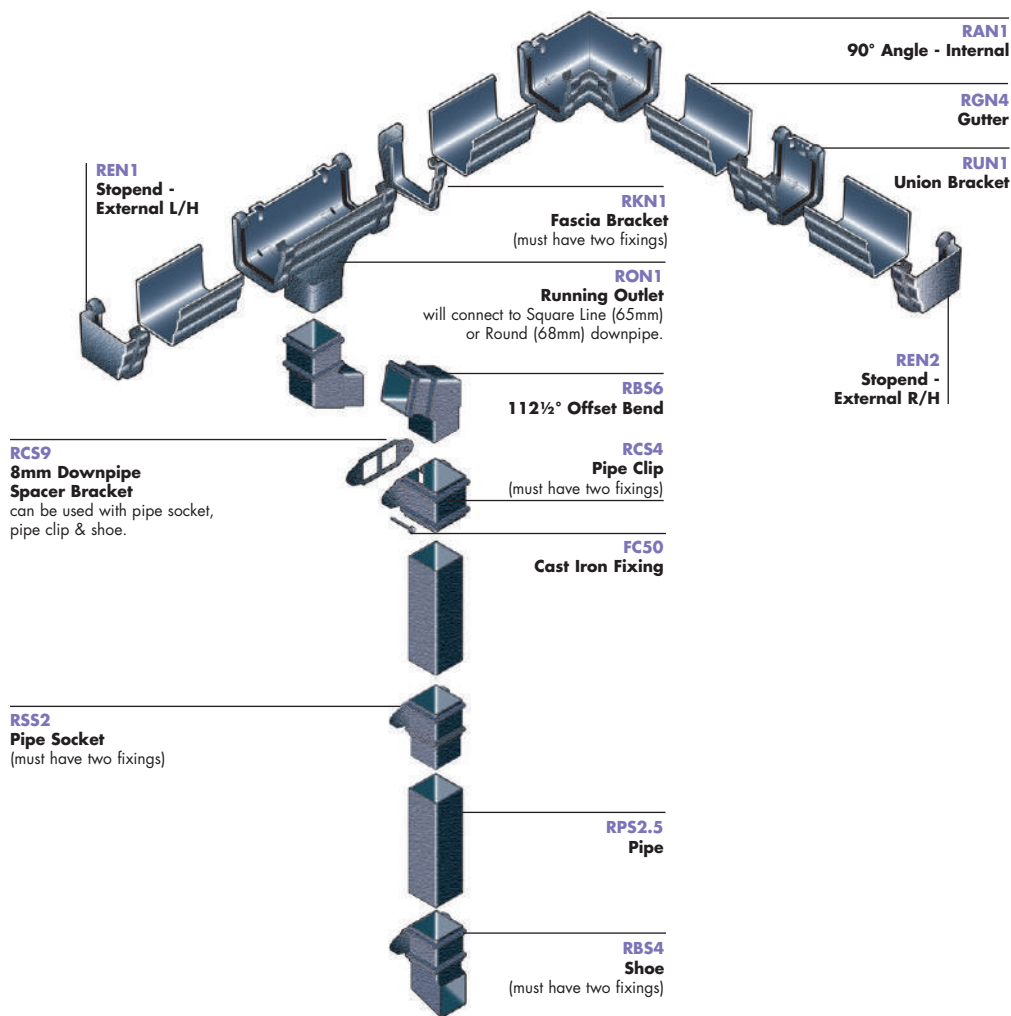 RAN1
90° Angle - Internal
RGN4
Gutter
REN1
Stopend -
External L/H
RUN1
Union Bracket
RKN1
Fascia Bracket
(must have two fixings)
RON1
Running Outlet
will connect to Square Line (65mm)
or Round (68mm) downpipe.
REN2
Stopend -
External R/H
RBS6
112½° Offset Bend
RCS9
8mm Downpipe
Spacer Bracket
can be used with pipe socket,
pipe clip & shoe.
RCS4
Pipe Clip
(must have two fixings)
FC50
Cast Iron Fixing
RSS2
Pipe Socket
(must have two fixings)
RPS2.5
Pipe
RBS4
Shoe
(must have two fixings)